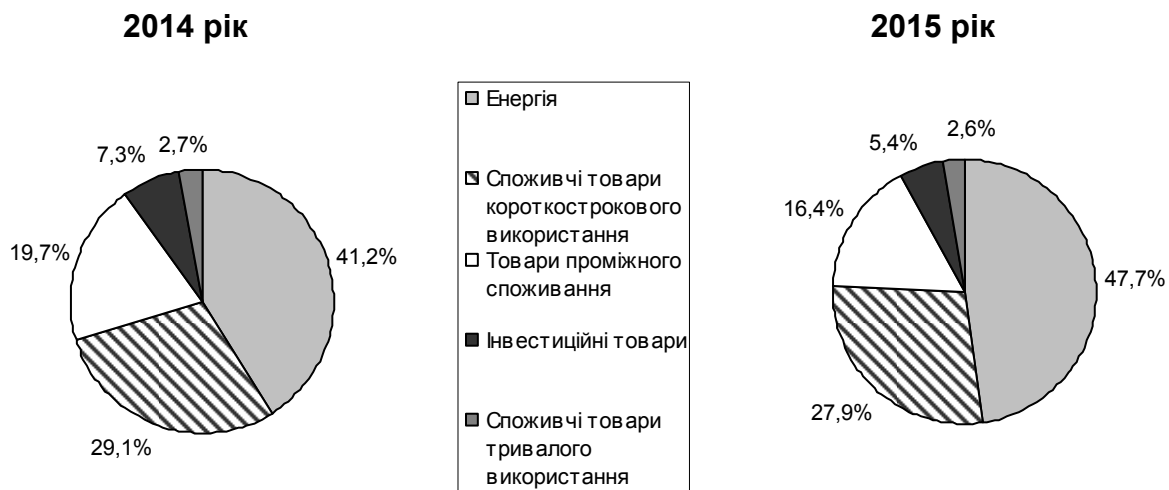 2014 рік
2015 рік
7,3%
2,7%
19,7%
41,2%
29,1%
Енергія
Споживчі товари
короткострокового
використання
Товари проміжного
споживання
Інвестиційні товари
Споживчі товари
тривалого
використання
5,4%
2,6%
16,4%
47,7%
27,9%